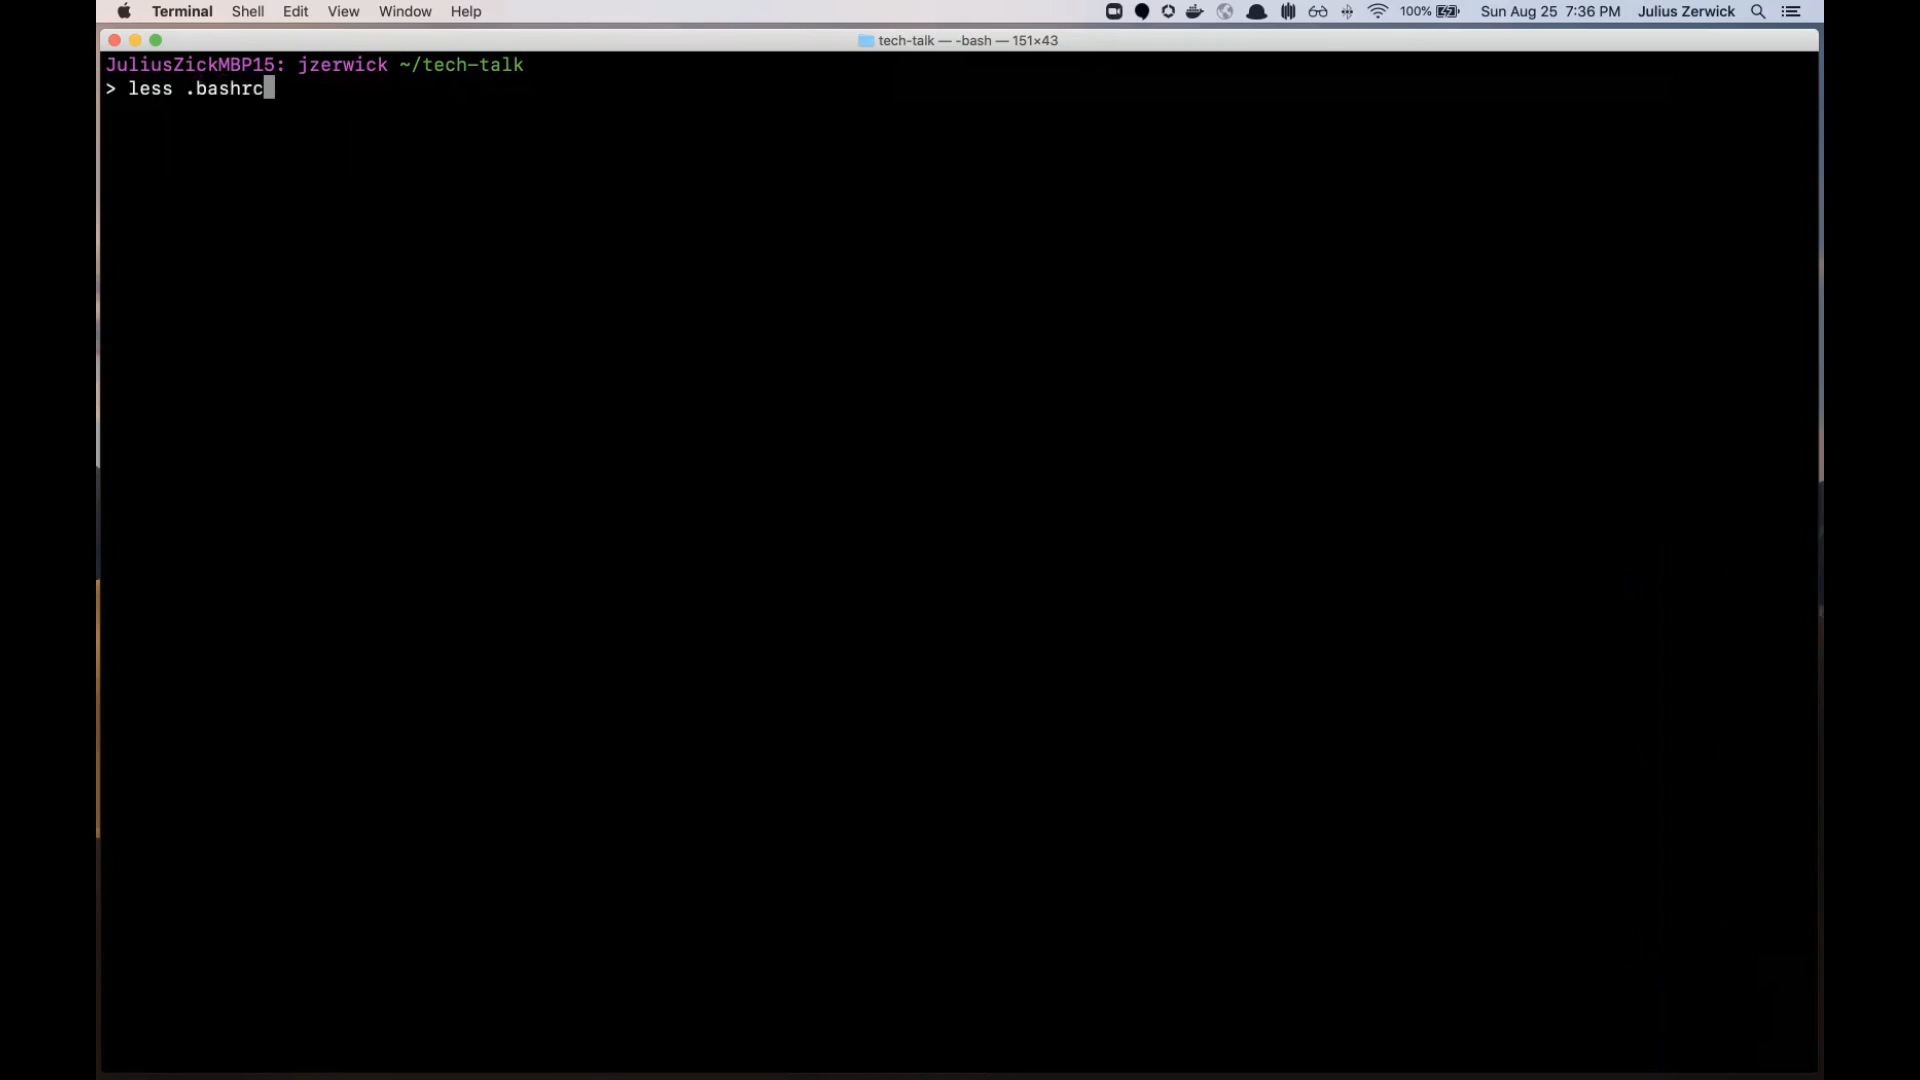 Terminal Shell Edit View Window Help 100% Sun Aug 25 7:36 PM Julius Zerwick
tech-talk — -bash — 151×43
JuliusZickMBP15: jzerwick ~/tech-talk
> less .bashrc